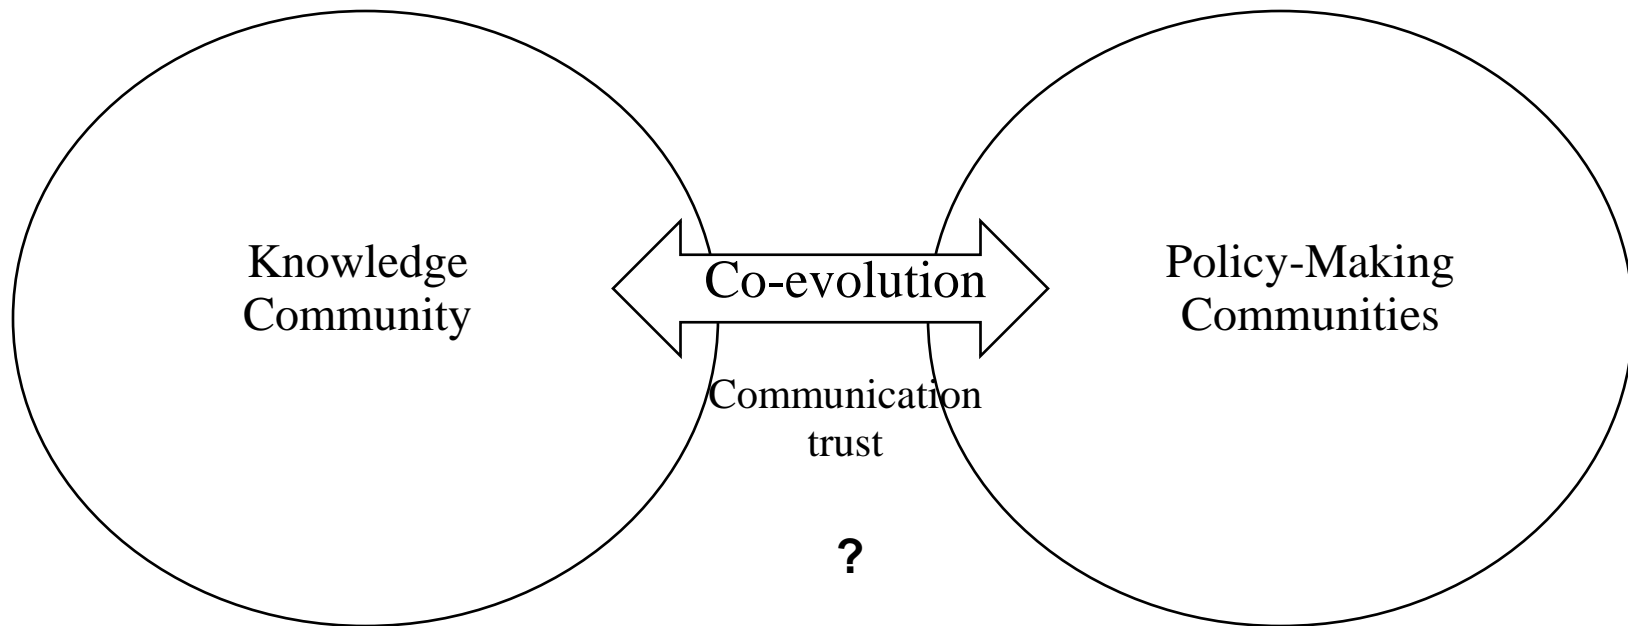 Knowledge
Community
Co-evolution
Communication
trust
?
Policy-Making
Communities